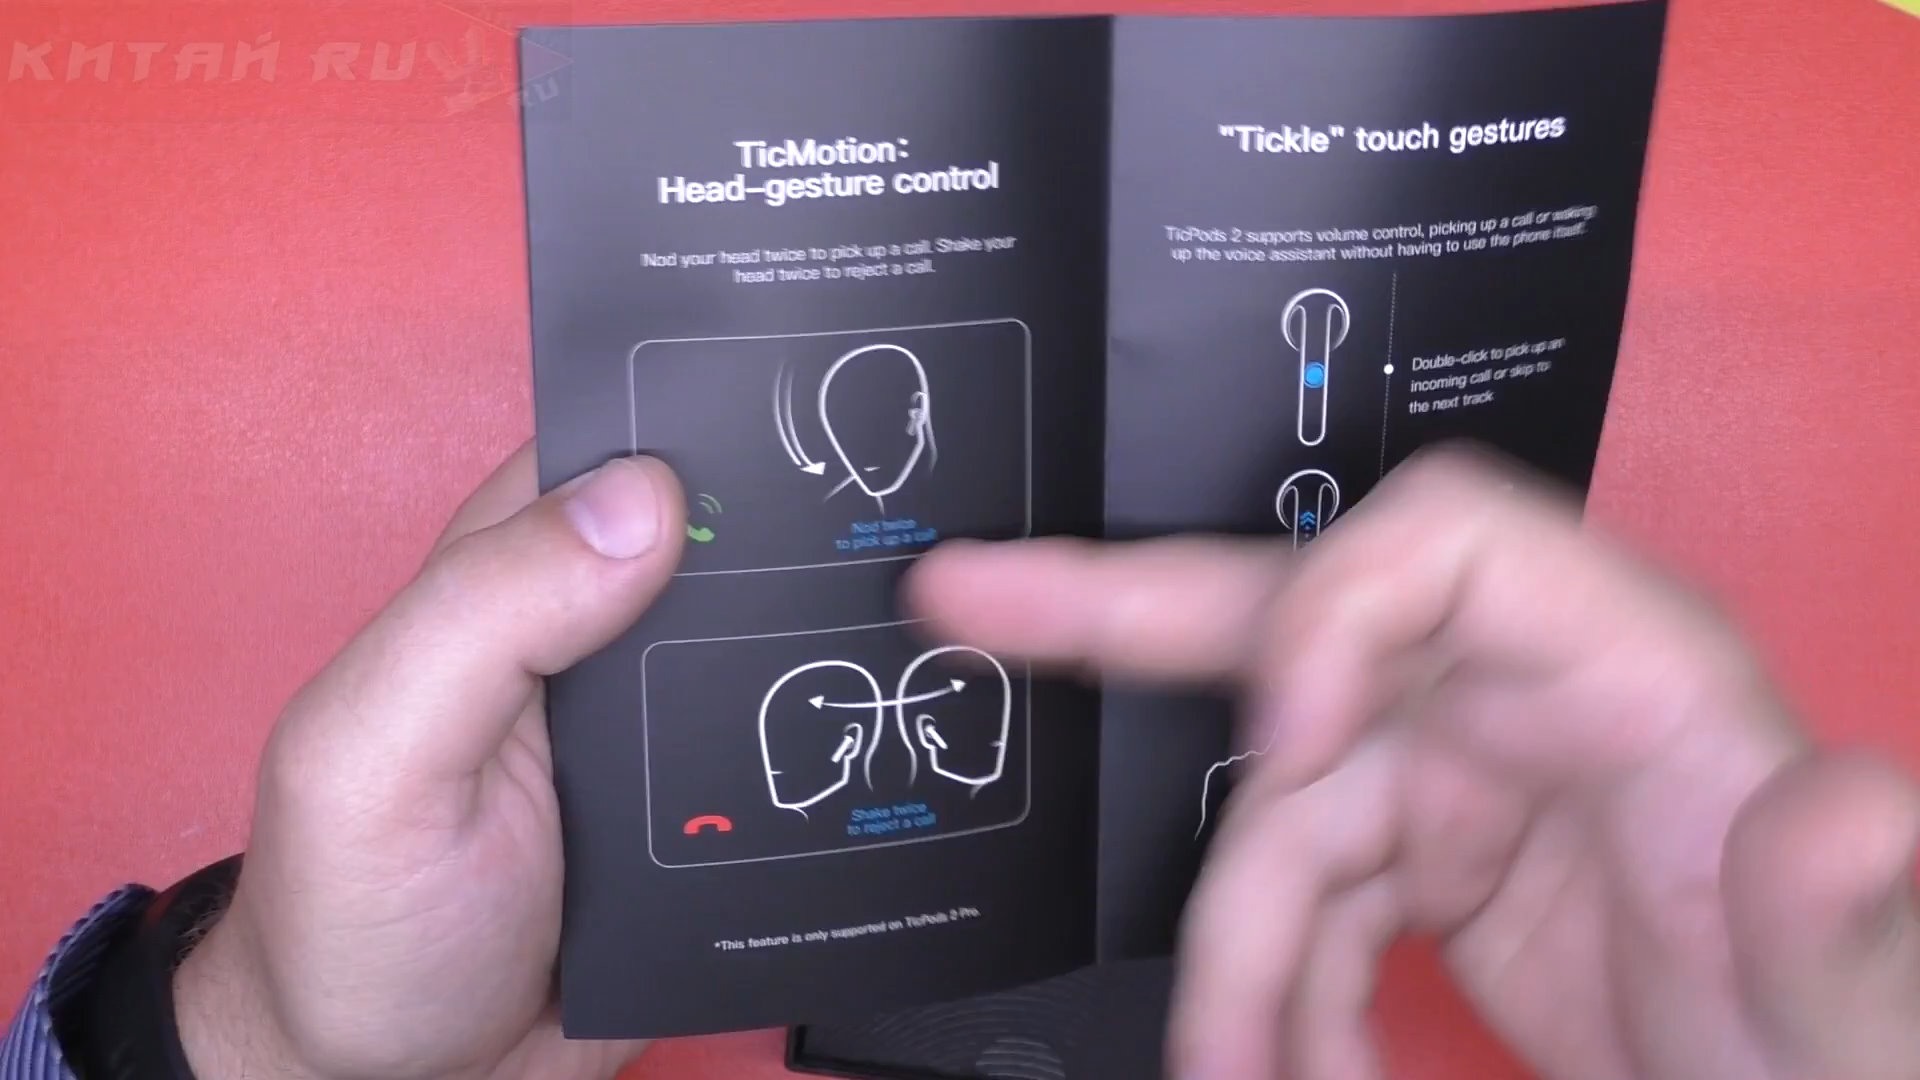 КИТАЙ RU
RU
TicMotion:
Head-gesture control
Nod your head twice to pick up a call. Shake your
head twice to reject a call.
Nod twice
to pick up a call
Shake twice
to reject a call
*This feature is only supported on TicPods 2 Pro.
"Tickle" touch gestures
TicPods 2 supports volume control, picking up a call or waking
up the voice assistant without having to use the phone itself.
Double-click to pick up an
incoming call or skip to
the next track